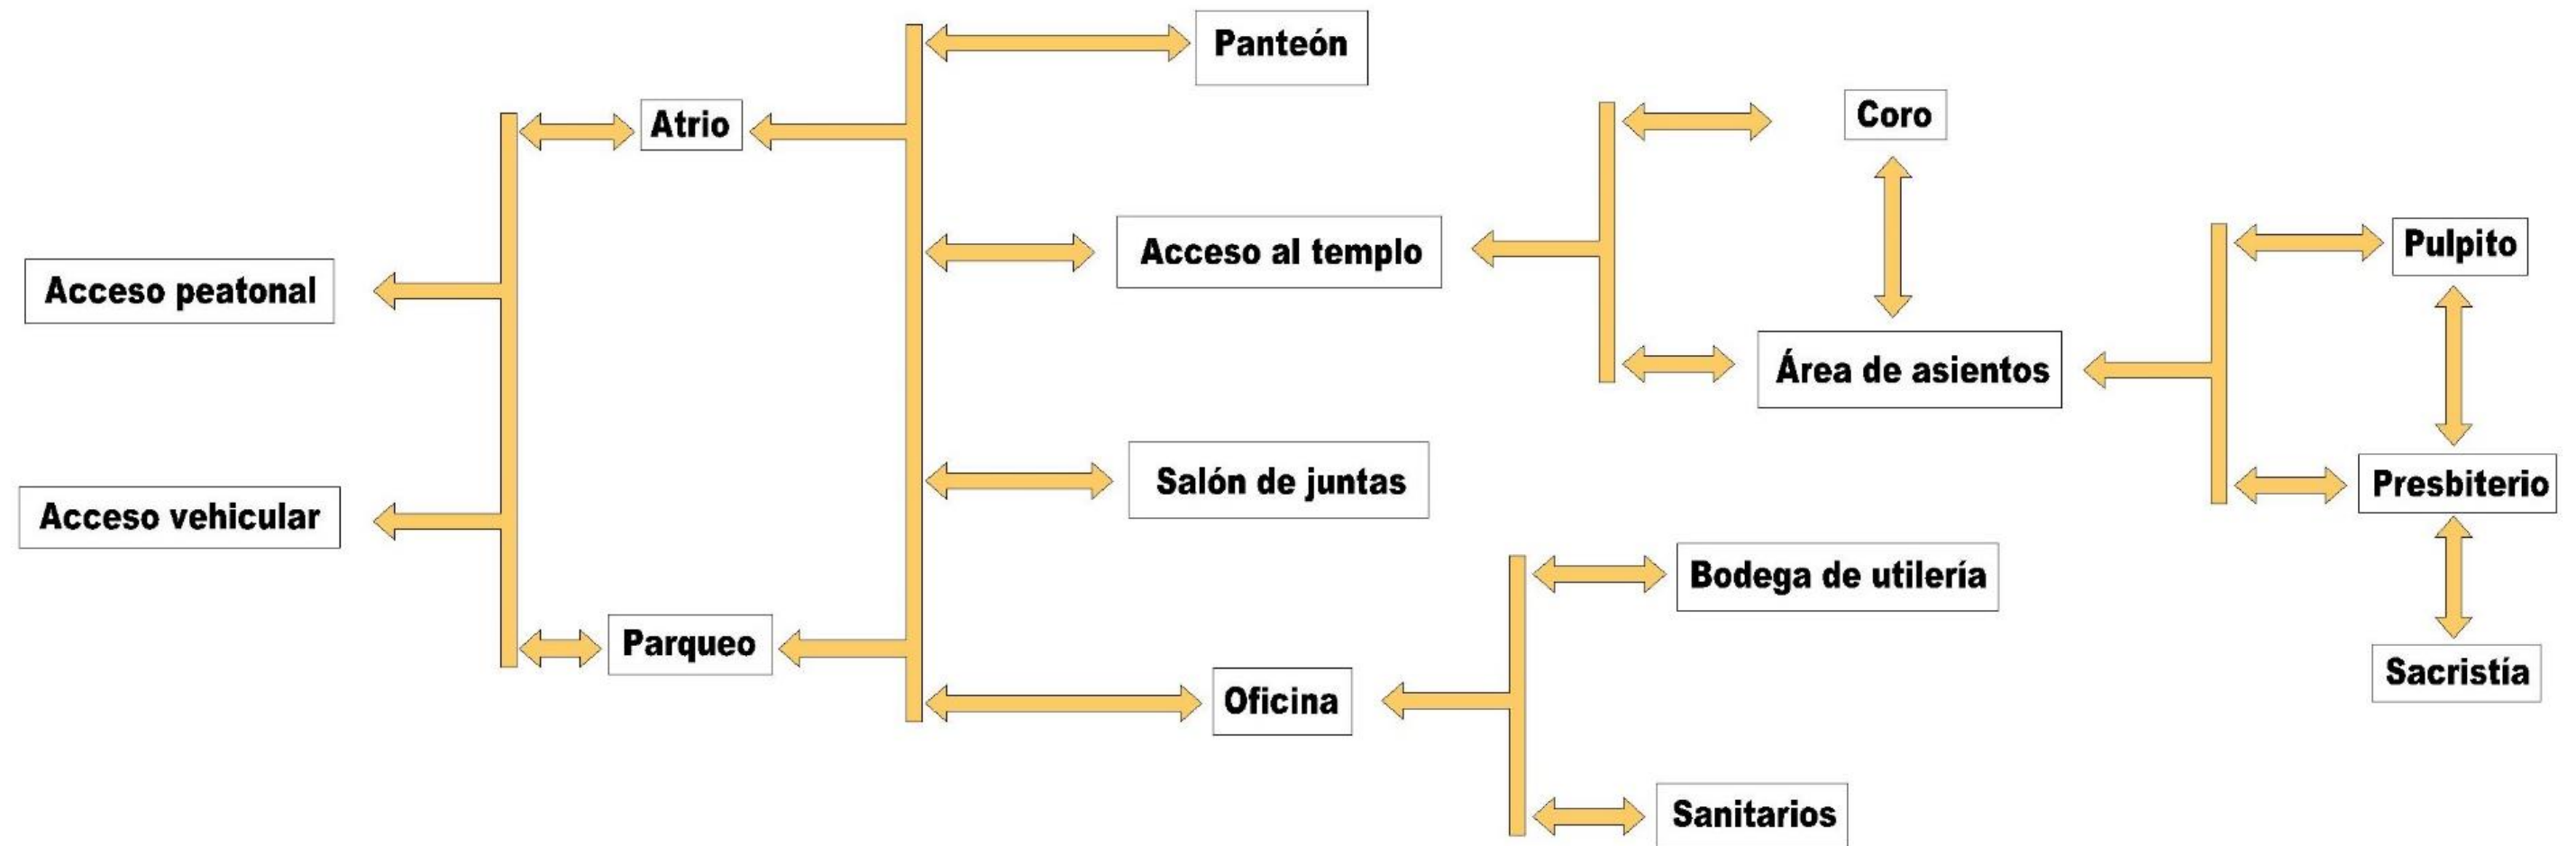 Panteón
Atrio
Coro
Acceso peatonal
Acceso al templo
Pulpito
Área de asientos
Acceso vehicular
Salón de juntas
Presbiterio
Bodega de utilería
Parqueo
Oficina
Sacristía
Sanitarios